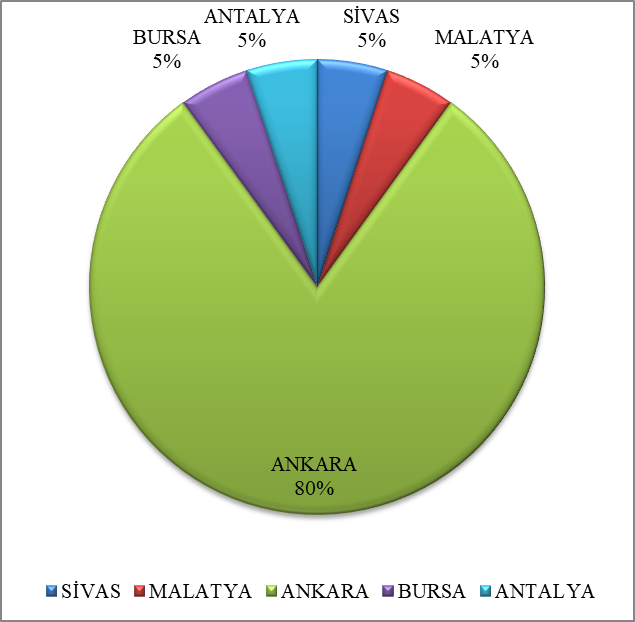 ANTALYA
5%
SİVAS
5%
BURSA
5%
MALATYA
5%
ANKARA
80%
SİVAS MALATYA ANKARA BURSA ANTALYA